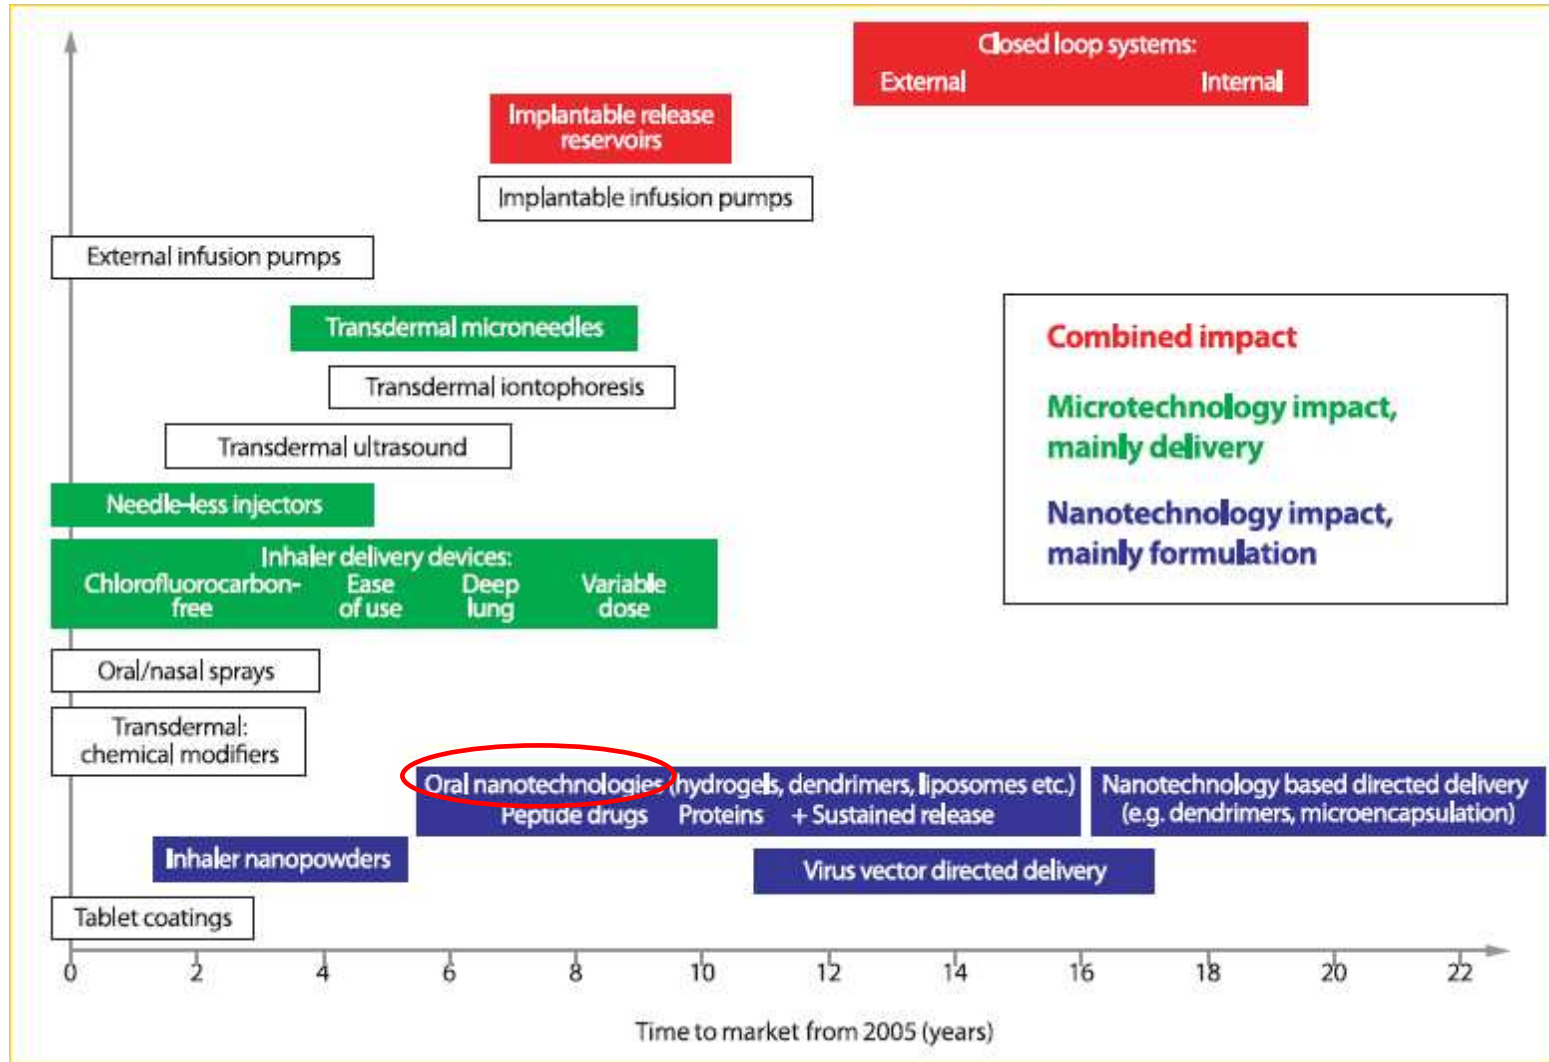 Closed loop systems:
External Internal
Implantable release
reservoirs
Implantable infusion pumps
External infusion pumps
Transdermal microneedles
Transdermal iontophoresis
Transdermal ultrasound
Needle-less injectors
Inhaler delivery devices:
Chlorofluorocarbon-
free
Ease
of use
Deep
lung
Variable
dose
Oral/nasal sprays
Transdermal:
chemical modifiers
Oral nanotechnologies (hydrogels, dendrimers, liposomes etc.)
Peptide drugs Proteins + Sustained release
Nanotechnology based directed delivery
(e.g. dendrimers, microencapsulation)
Inhaler nanopowders
Virus vector directed delivery
Tablet coatings
Combined impact
Microtechnology impact,
mainly delivery
Nanotechnology impact,
mainly formulation
0 2 4 6 8 10 12 14 16 18 20 22
Time to market from 2005 (years)